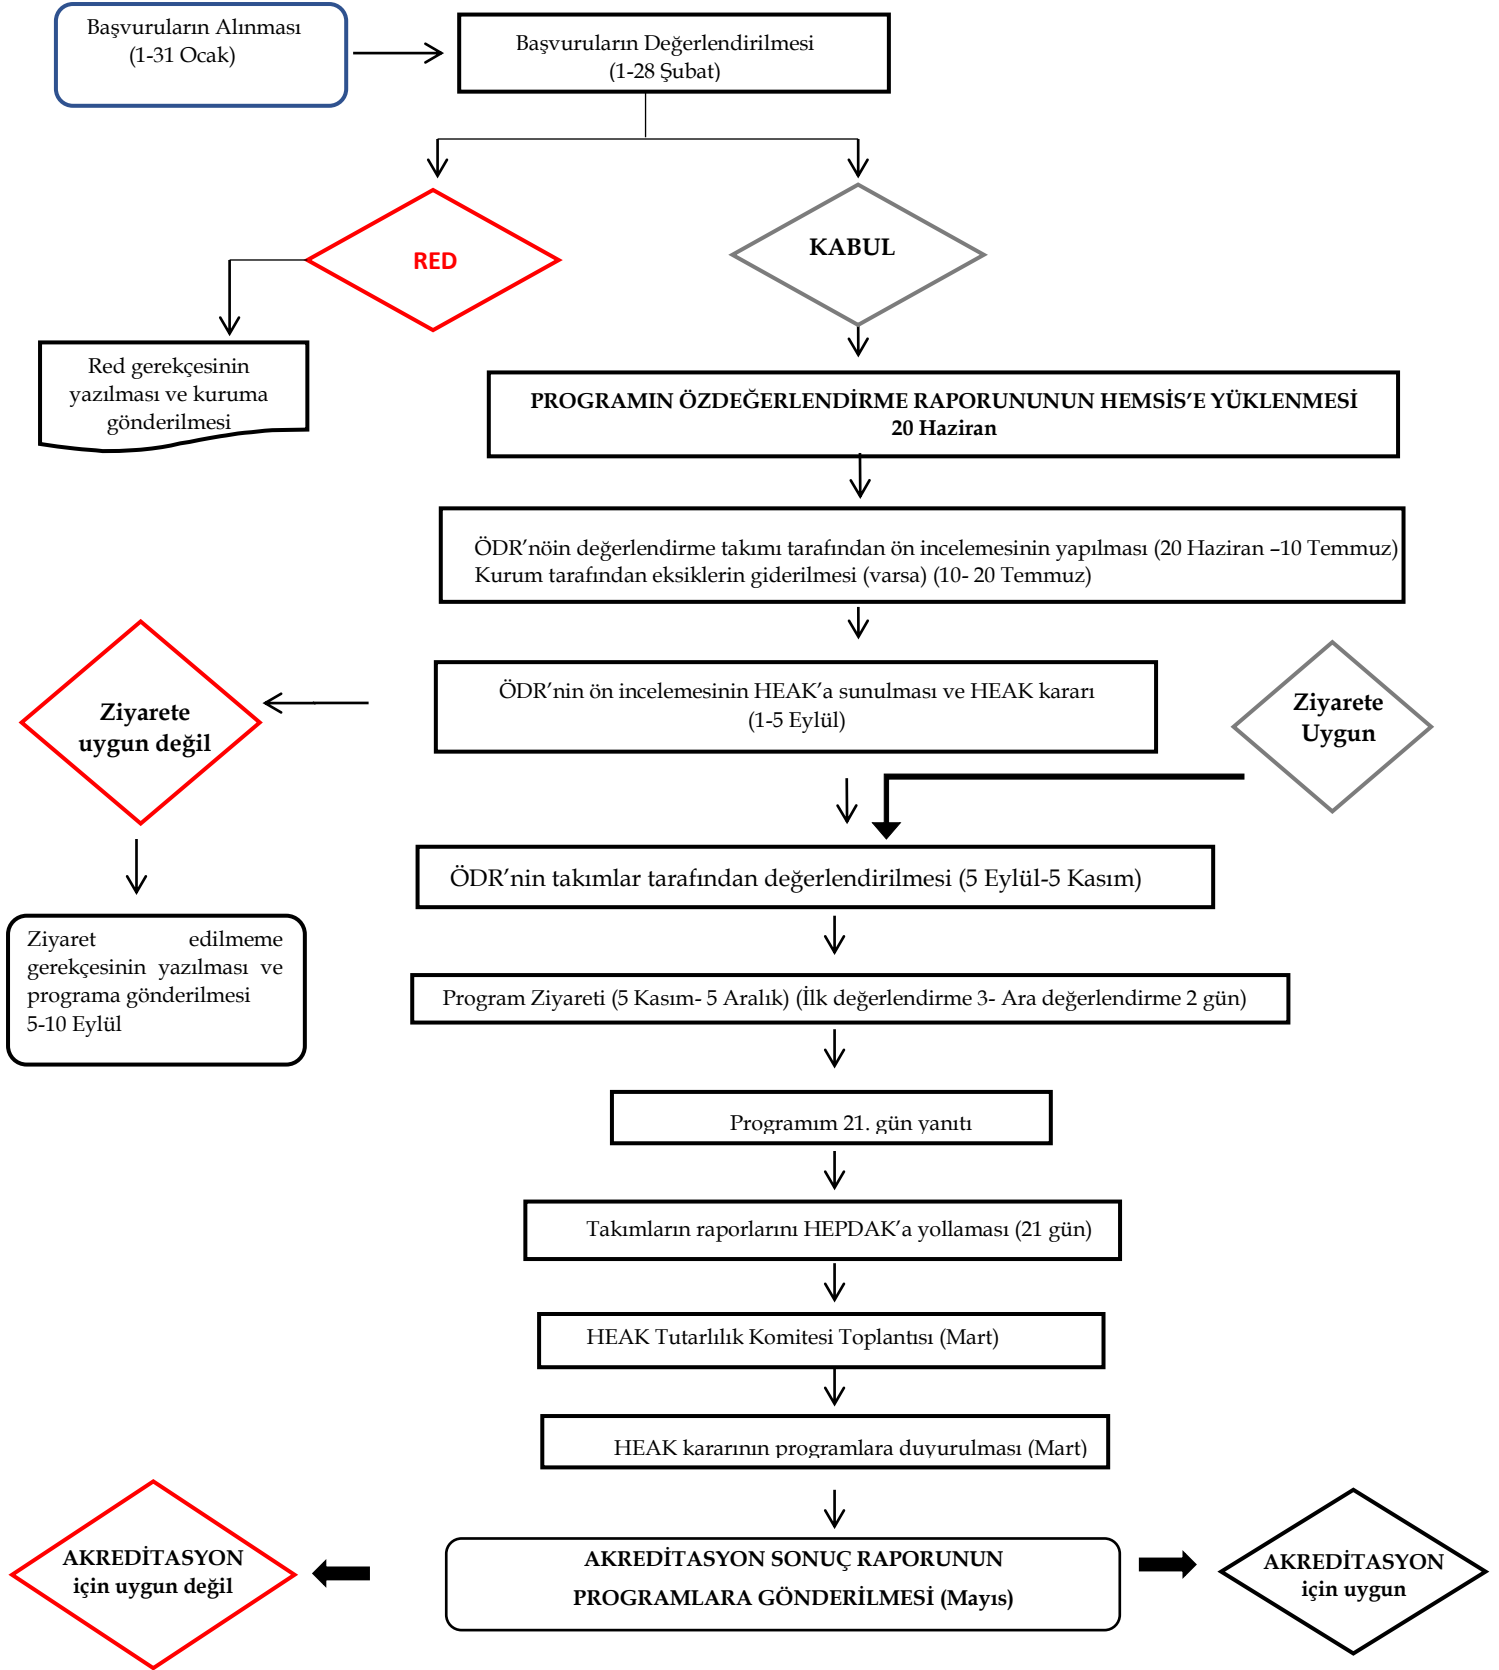 Başvuruların Alınması
(1-31 Ocak)
Başvuruların Değerlendirilmesi
(1-28 Şubat)
RED
KABUL
Red gerekçesinin
yazılması ve kuruma
gönderilmesi
PROGRAMIN ÖZDEĞERLENDİRME RAPORUNUNUN HEMSİS’E YÜKLENMESİ
20 Haziran
ÖDR’nöin değerlendirme takımı tarafından ön incelemesinin yapılması (20 Haziran –10 Temmuz)
Kurum tarafından eksiklerin giderilmesi (varsa) (10- 20 Temmuz)
Ziyarete
uygun değil
ÖDR’nin ön incelemesinin HEAK’a sunulması ve HEAK kararı
(1-5 Eylül)
Ziyarete
Uygun
ÖDR’nin takımlar tarafından değerlendirilmesi (5 Eylül-5 Kasım)
Ziyaret edilmeme
gerekçesinin yazılması ve
programa gönderilmesi
5-10 Eylül
Program Ziyareti (5 Kasım- 5 Aralık) (İlk değerlendirme 3- Ara değerlendirme 2 gün)
Programım 21. gün yanıtı
Takımların raporlarını HEPDAK’a yollaması (21 gün)
HEAK Tutarlılık Komitesi Toplantısı (Mart)
HEAK kararının programlara duyurulması (Mart)
AKREDİTASYON
için uygun değil
AKREDİTASYON SONUÇ RAPORUNUN
PROGRAMLARA GÖNDERİLMESİ (Mayıs)
AKREDİTASYON
için uygun